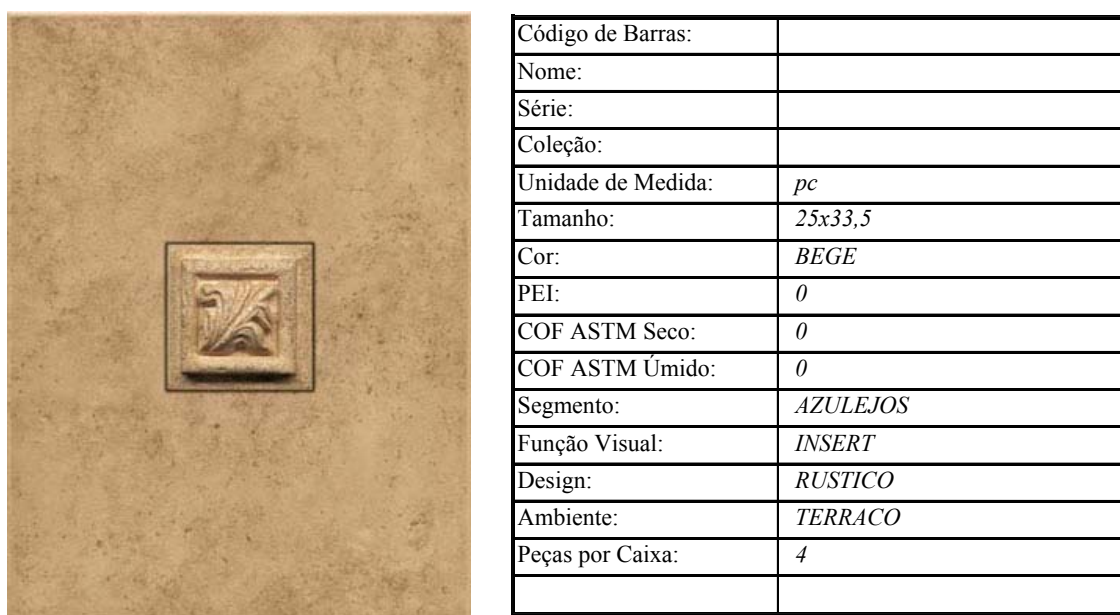 Código de Barras:
Nome:
Série:
Coleção:
Unidade de Medida: pc
Tamanho: 25x33,5
Cor: BEGE
PEI: 0
COF ASTM Seco: 0
COF ASTM Úmido: 0
Segmento: AZULEJOS
Função Visual: INSERT
Design: RUSTICO
Ambiente: TERRACO
Peças por Caixa: 4